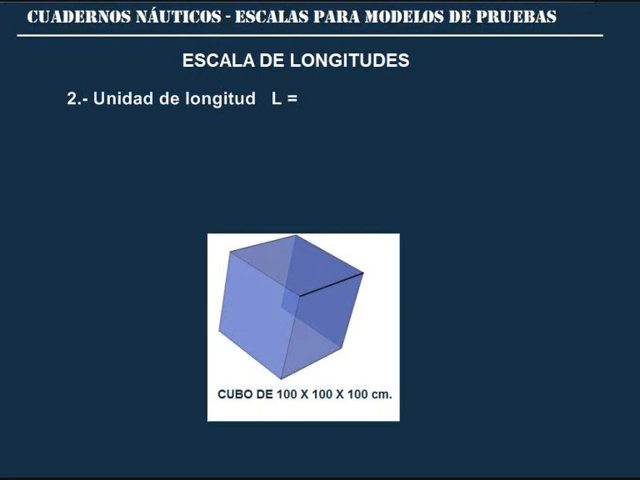 CUADERNOS NÁUTICOS - ESCALAS PARA MODELOS DE PRUEBAS
ESCALA DE LONGITUDES
2.- Unidad de longitud L =
CUBO DE 100 X 100 X 100 cm.